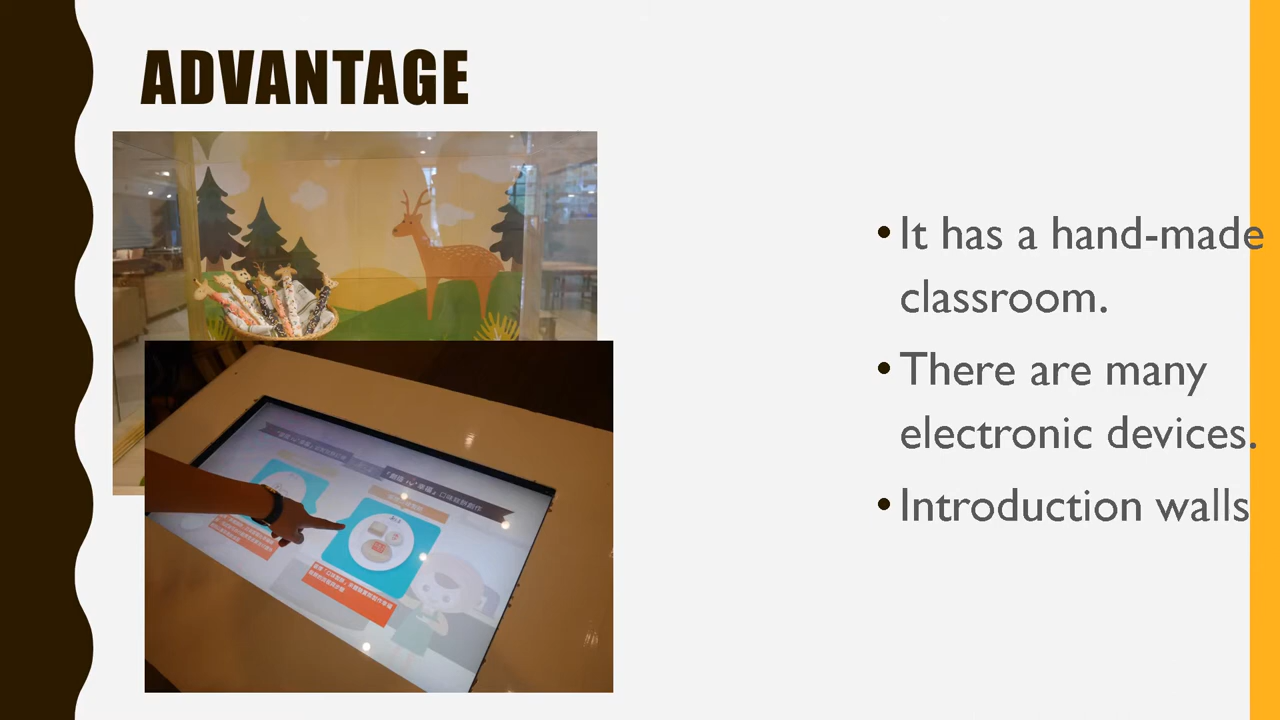 ADVANTAGE
• It has a hand-made
classroom.
• There are many
electronic devices.
• Introduction walls